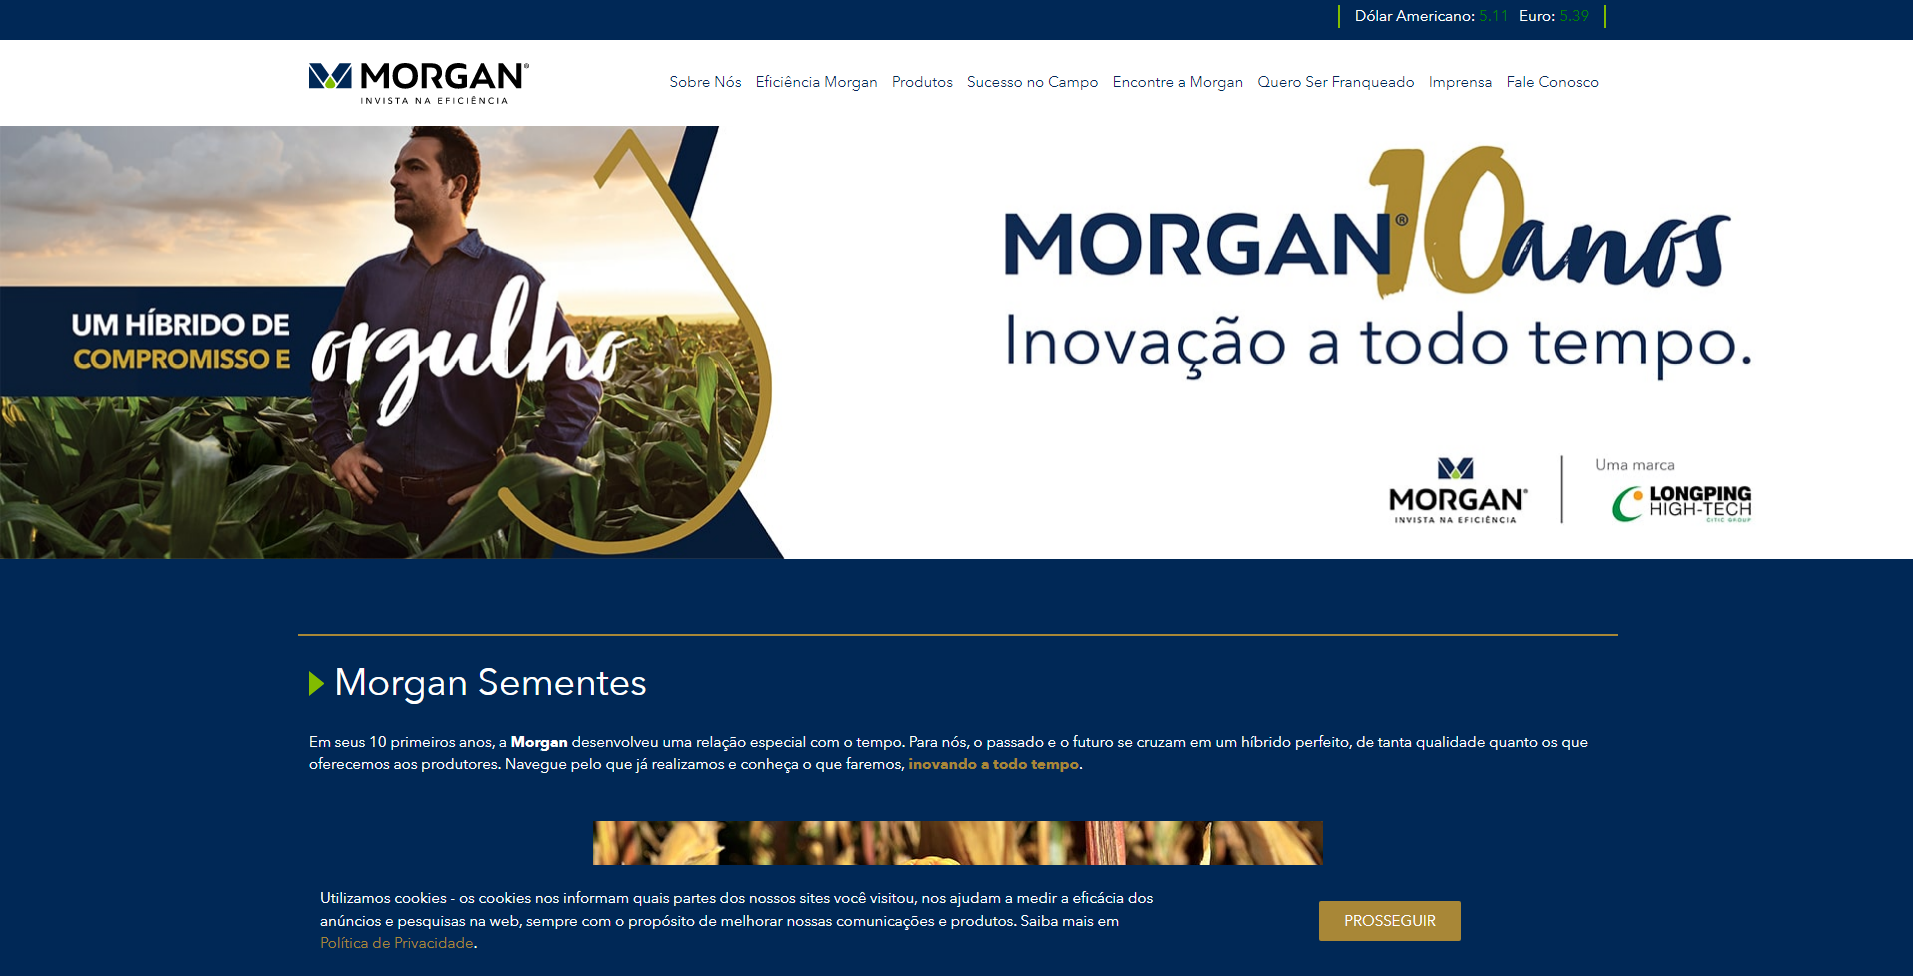 Dólar Americano: 5.11 Euro: 5.39
MORGAN®
INVISTA NA EFICIÊNCIA
Sobre Nós Eficiência Morgan Produtos Sucesso no Campo Encontre a Morgan Quero Ser Franqueado Imprensa Fale Conosco
UM HÍBRIDO DE
COMPROMISSO E orgulho
MORGAN® 10 anos
Inovação a todo tempo.
MORGAN®
INVISTA NA EFICIÊNCIA
Uma marca
LONGPING
HIGH-TECH
CITIC GROUP
Morgan Sementes
Em seus 10 primeiros anos, a Morgan desenvolveu uma relação especial com o tempo. Para nós, o passado e o futuro se cruzam em um híbrido perfeito, de tanta qualidade quanto os que
oferecemos aos produtores. Navegue pelo que já realizamos e conheça o que faremos, inovando a todo tempo.
Utilizamos cookies - os cookies nos informam quais partes dos nossos sites você visitou, nos ajudam a medir a eficácia dos
anúncios e pesquisas na web, sempre com o propósito de melhorar nossas comunicações e produtos. Saiba mais em
Política de Privacidade.
PROSSEGUIR